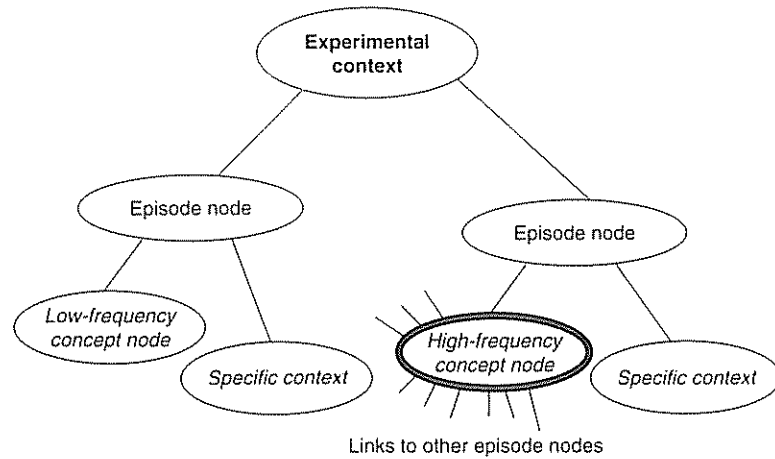 Experimental
context
Episode node
Episode node
Low-frequency
concept node
Specific context
High-frequency
concept node
Specific context
Links to other episode nodes